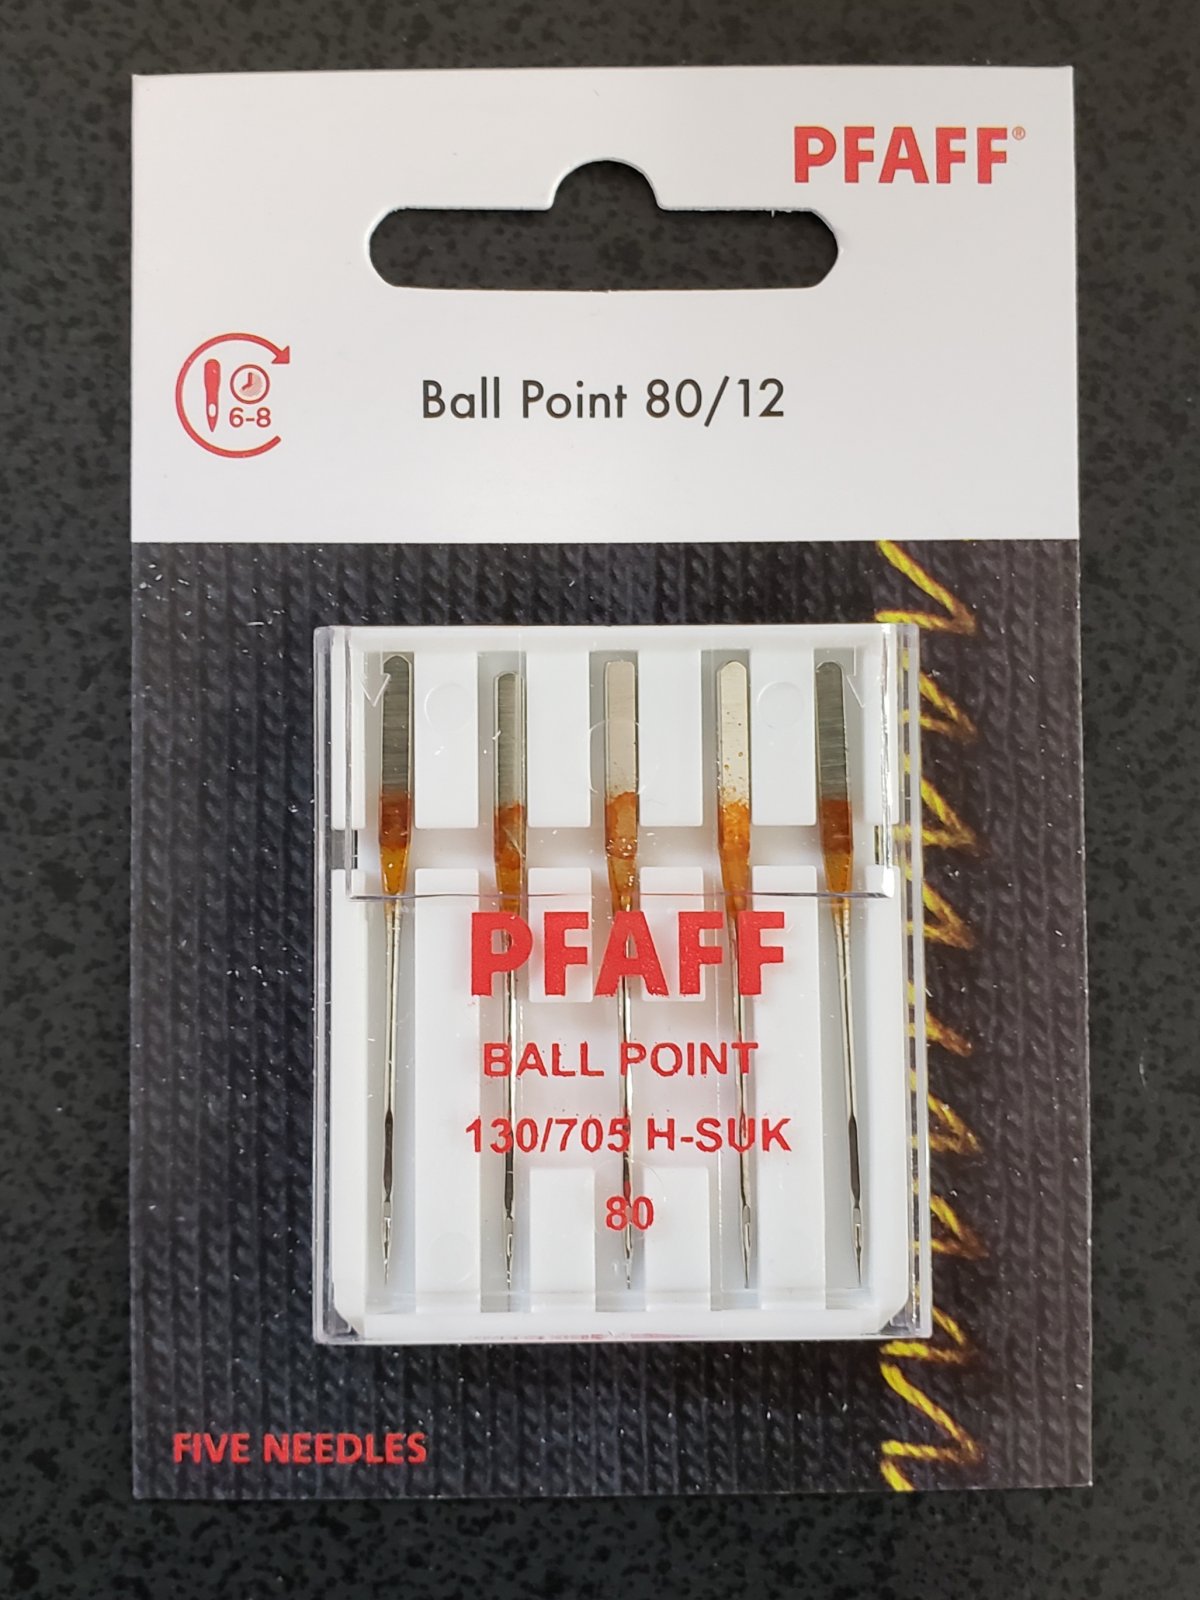 PFAFF®
6-8
Ball Point 80/12
PFAFF
BALL POINT
130/705 H-SUK
80
FIVE NEEDLES